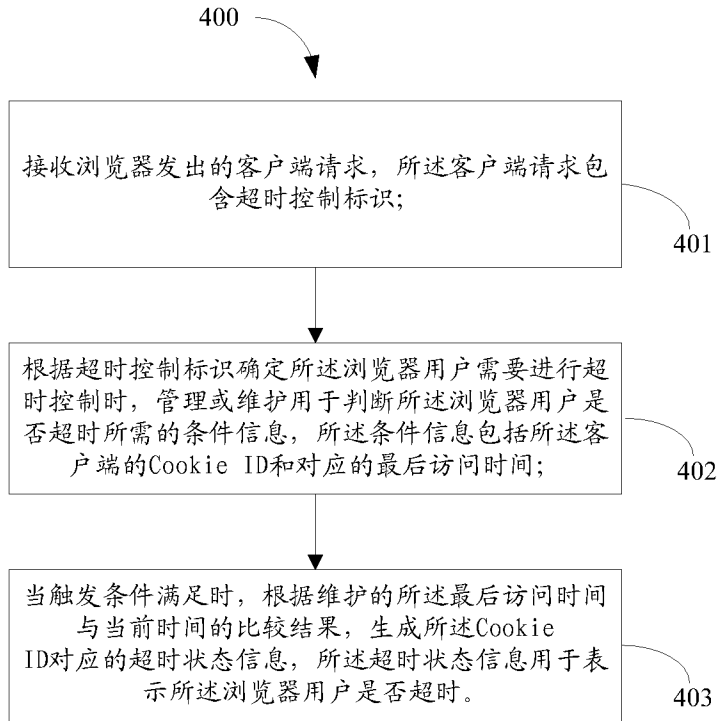 400
接收浏览器发出的客户端请求，所述客户端请求包
含超时控制标识；
401
根据超时控制标识确定所述浏览器用户需要进行超
时控制时，管理或维护用于判断所述浏览器用户是
否超时所需的条件信息，所述条件信息包括所述客
户端的Cookie ID和对应的最后访问时间；
402
当触发条件满足时，根据维护的所述最后访问时间
与当前时间的比较结果，生成所述Cookie
ID对应的超时状态信息，所述超时状态信息用于表
示所述浏览器用户是否超时。
403